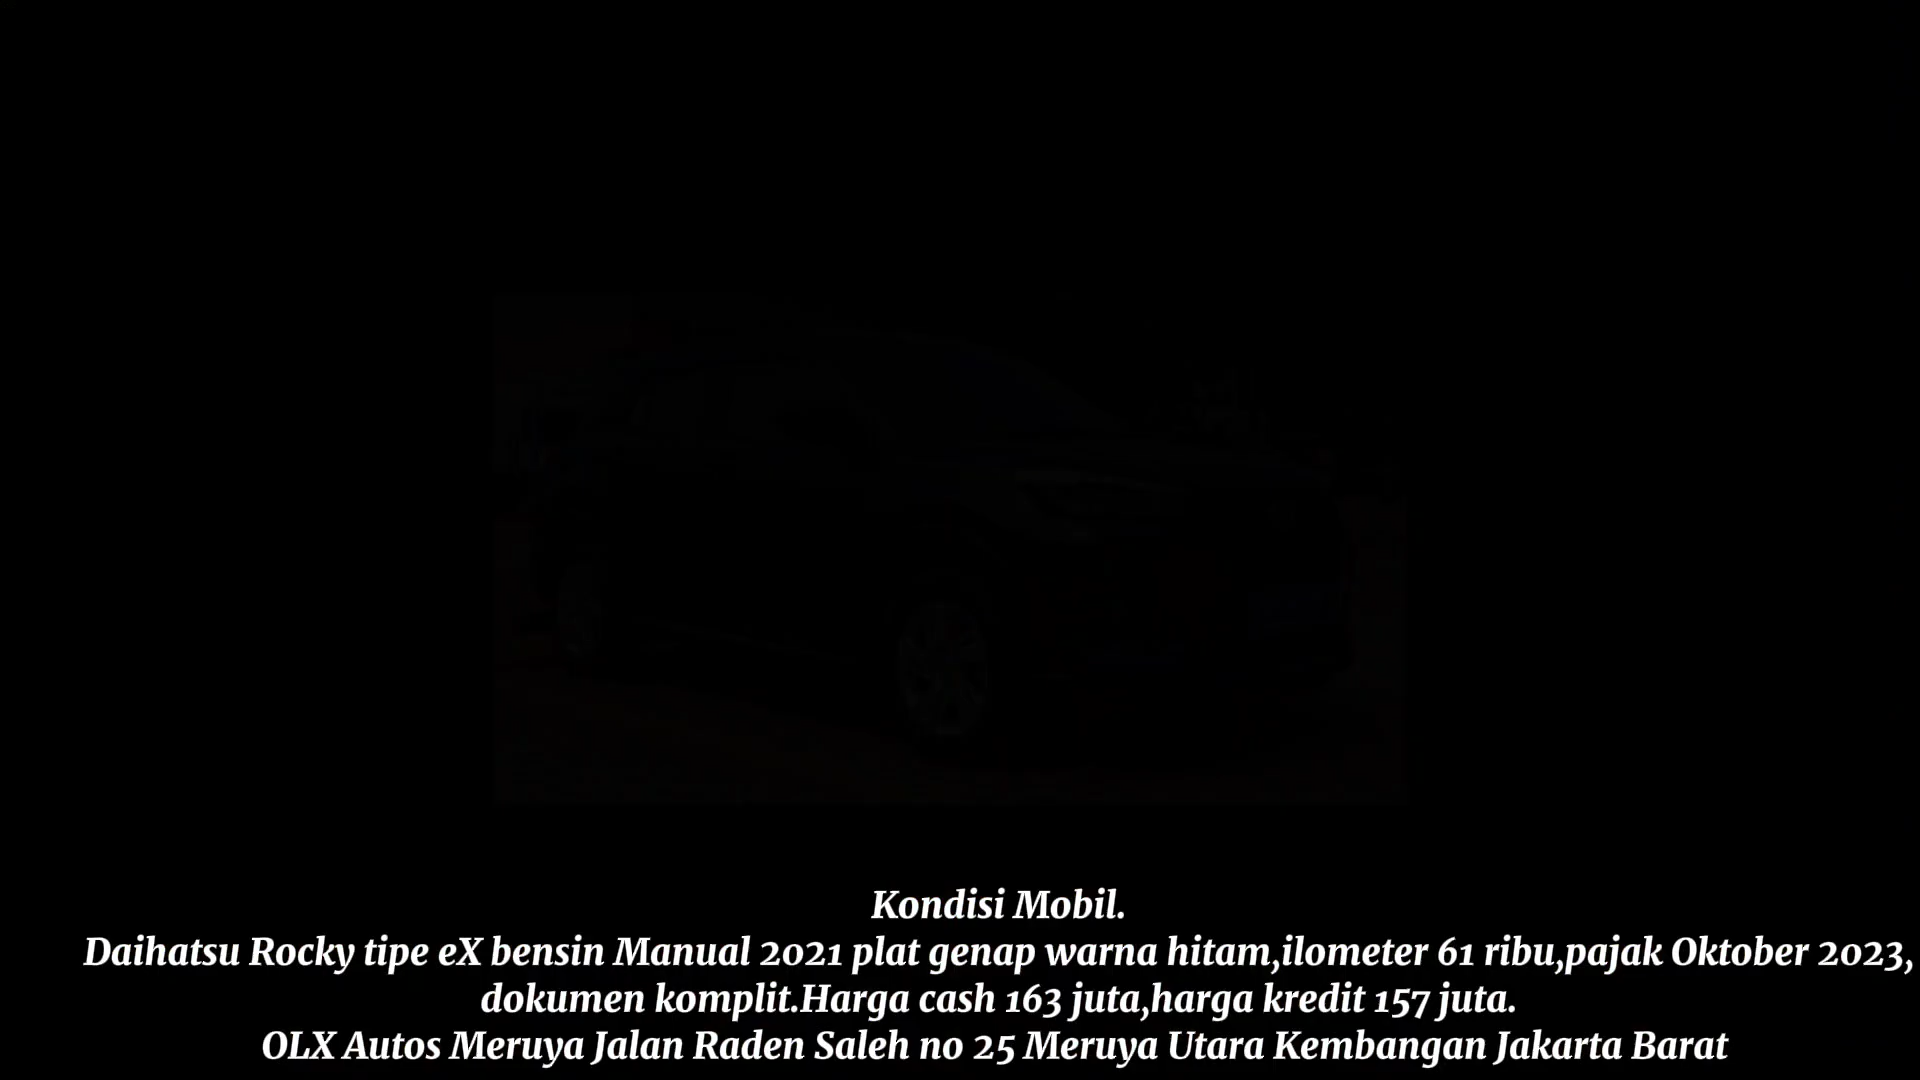 Kondisi Mobil.
Daihatsu Rocky tipe eX bensin Manual 2021 plat genap warna hitam,ilometer 61 ribu,pajak Oktober 2023,
dokumen komplit.Harga cash 163 juta,harga kredit 157 juta.
OLX Autos Meruya Jalan Raden Saleh no 25 Meruya Utara Kembangan Jakarta Barat